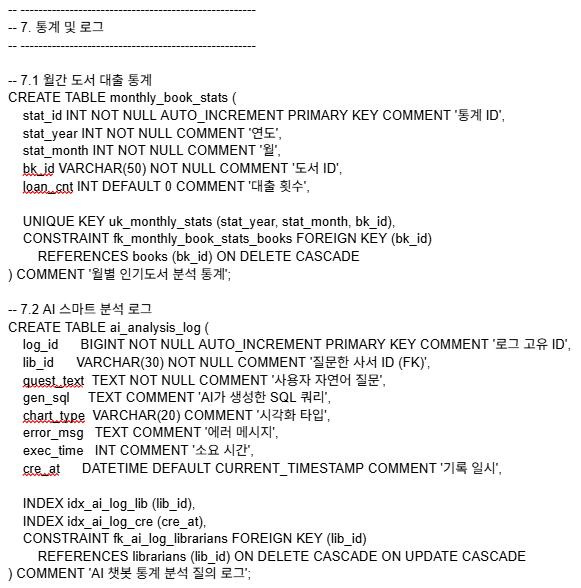 -- -----------------------------------------------------
-- 7. 통계 및 로그
-- -----------------------------------------------------
-- 7.1 월간 도서 대출 통계
CREATE TABLE monthly_book_stats (
stat_id INT NOT NULL AUTO_INCREMENT PRIMARY KEY COMMENT '통계 ID',
stat_year INT NOT NULL COMMENT '연도',
stat_month INT NOT NULL COMMENT '월',
bk_id VARCHAR(50) NOT NULL COMMENT '도서 ID',
loan_cnt INT DEFAULT 0 COMMENT '대출 횟수',
UNIQUE KEY uk_monthly_stats (stat_year, stat_month, bk_id),
CONSTRAINT fk_monthly_book_stats_books FOREIGN KEY (bk_id)
REFERENCES books (bk_id) ON DELETE CASCADE
) COMMENT '월별 인기도서 분석 통계';
-- 7.2 AI 스마트 분석 로그
CREATE TABLE ai_analysis_log (
log_id BIGINT NOT NULL AUTO_INCREMENT PRIMARY KEY COMMENT '로그 고유 ID',
lib_id VARCHAR(30) NOT NULL COMMENT '질문한 사서 ID (FK)',
quest_text TEXT NOT NULL COMMENT '사용자 자연어 질문',
gen_sql TEXT COMMENT 'AI가 생성한 SQL 쿼리',
chart_type VARCHAR(20) COMMENT '시각화 타입',
error_msg TEXT COMMENT '에러 메시지',
exec_time INT COMMENT '소요 시간',
cre_at DATETIME DEFAULT CURRENT_TIMESTAMP COMMENT '기록 일시',
INDEX idx_ai_log_lib (lib_id),
INDEX idx_ai_log_cre (cre_at),
CONSTRAINT fk_ai_log_librarians FOREIGN KEY (lib_id)
REFERENCES librarians (lib_id) ON DELETE CASCADE ON UPDATE CASCADE
) COMMENT 'AI 챗봇 통계 분석 질의 로그';